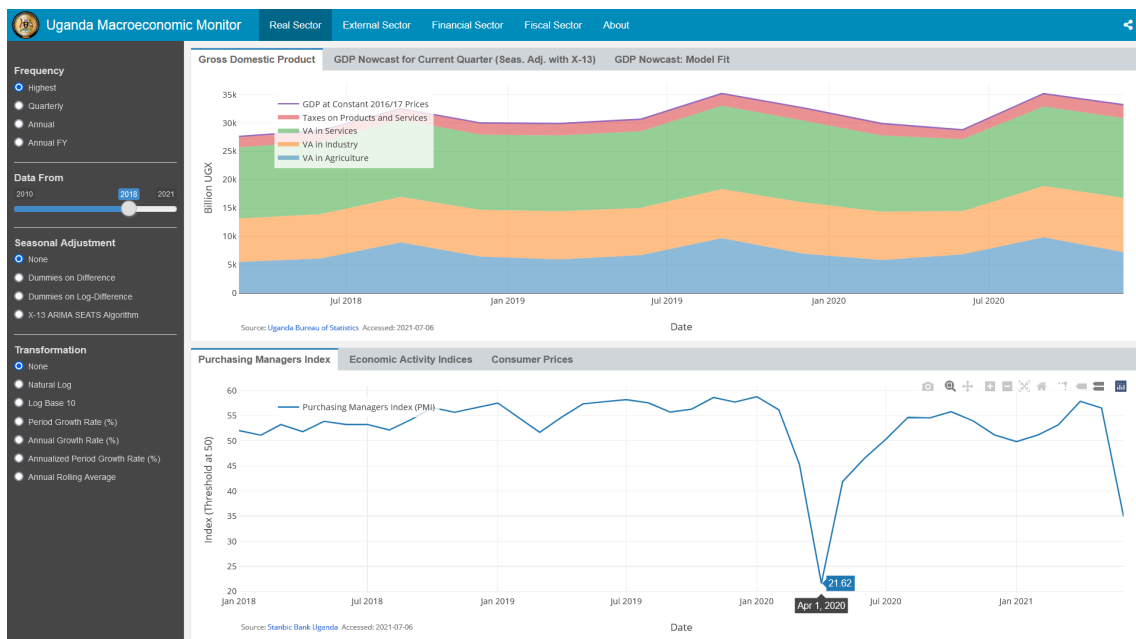 Uganda Macroeconomic Monitor
Real Sector
External Sector
Financial Sector
Fiscal Sector
About
Frequency
Highest
Quarterly
Annual
Annual FY
Data From
2010
2018
2021
Seasonal Adjustment
None
Dummies on Difference
Dummies on Log-Difference
X-13 ARIMA SEATS Algorithm
Transformation
None
Natural Log
Log Base 10
Period Growth Rate (%)
Annual Growth Rate (%)
Annualized Period Growth Rate (%)
Annual Rolling Average
Gross Domestic Product
GDP Nowcast for Current Quarter (Seas. Adj. with X-13)
GDP Nowcast: Model Fit
Billion UGX
35k
30k
25k
20k
15k
10k
5k
0
GDP at Constant 2016/17 Prices
Taxes on Products and Services
VA in Services
VA in Industry
VA in Agriculture
Jul 2018
Jan 2019
Jul 2019
Jan 2020
Jul 2020
Source: Uganda Bureau of Statistics Accessed: 2021-07-06
Date
Purchasing Managers Index
Economic Activity Indices
Consumer Prices
Index (Threshold at 50)
60
55
50
45
40
35
30
25
20
Purchasing Managers Index (PMI)
21.62
Apr 1, 2020
Jan 2018
Jul 2018
Jan 2019
Jul 2019
Jan 2020
Jul 2020
Jan 2021
Source: Stanbic Bank Uganda Accessed: 2021-07-06
Date